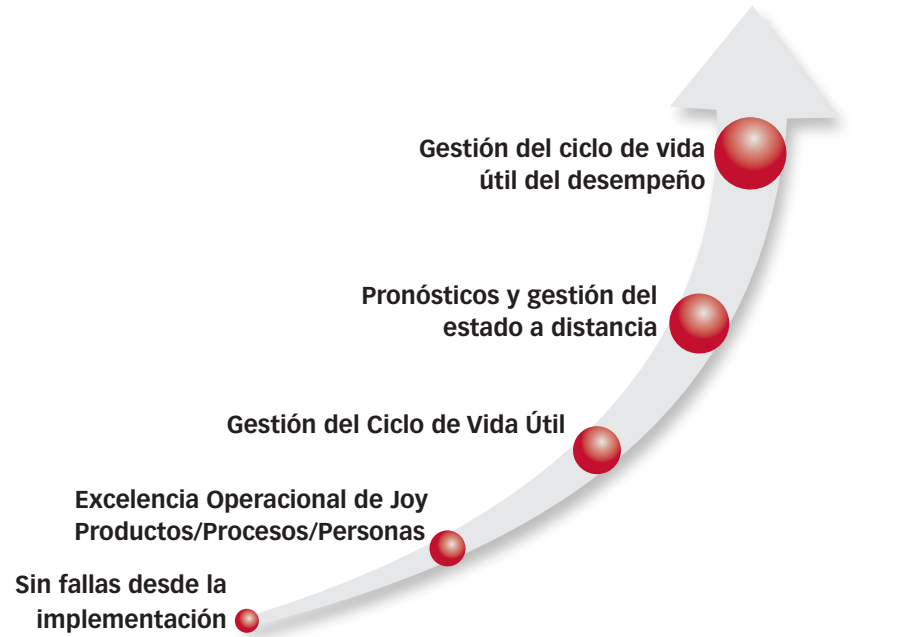 Gestión del ciclo de vida
útil del desempeño
Pronósticos y gestión del
estado a distancia
Gestión del Ciclo de Vida Útil
Excelencia Operacional de Joy
Productos/Procesos/Personas
Sin fallas desde la
implementación